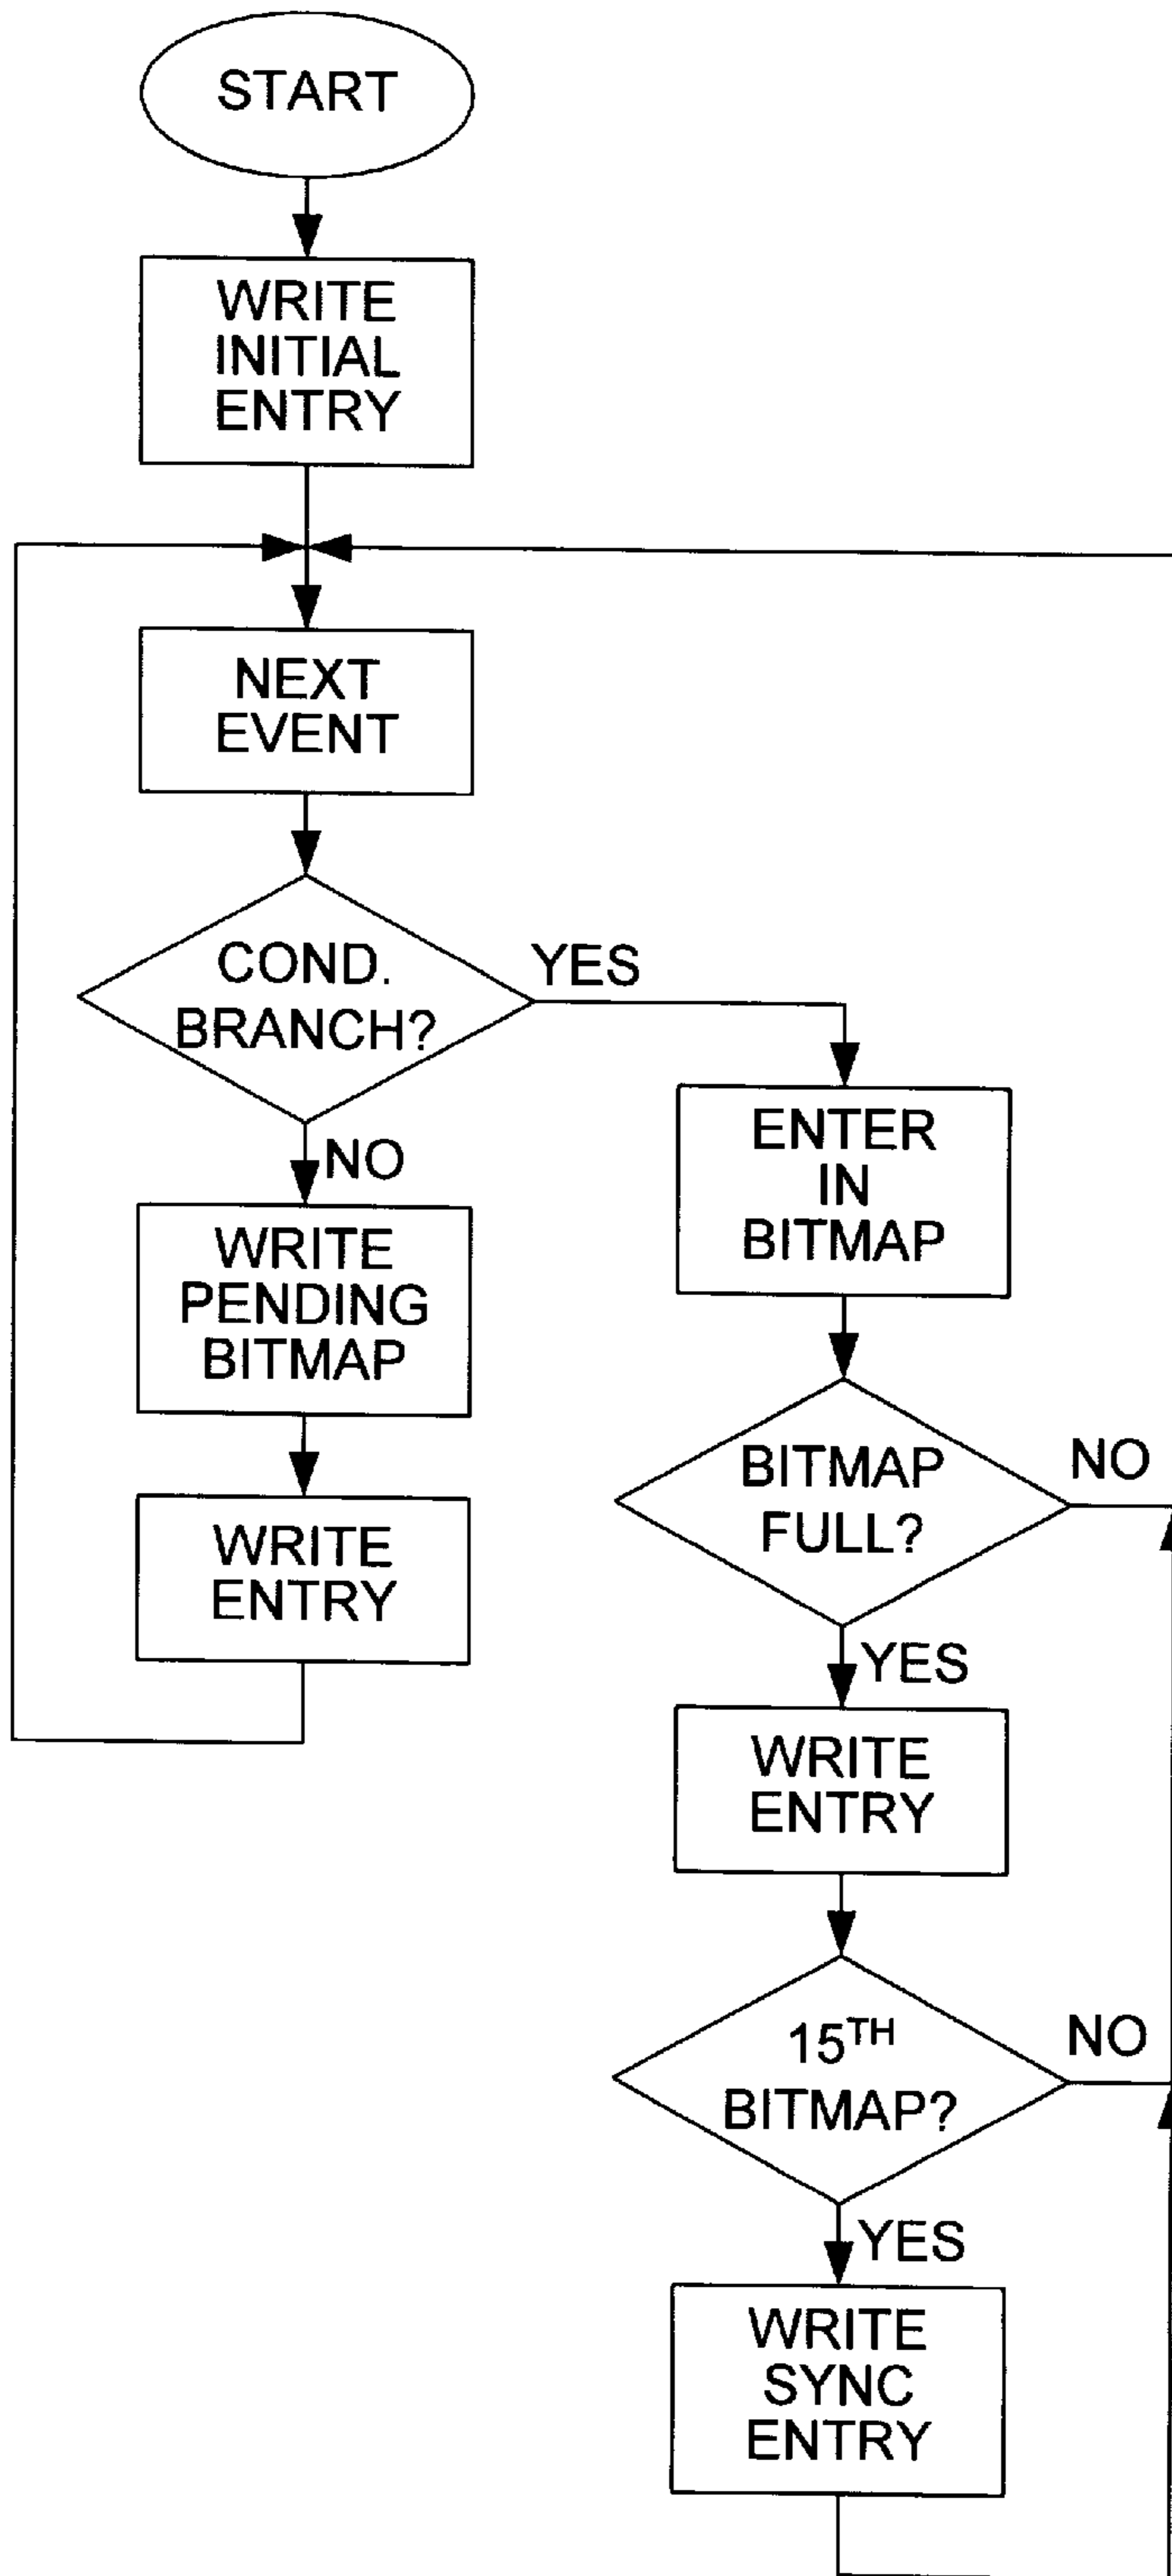 START
WRITE
INITIAL
ENTRY
NEXT
EVENT
COND.
BRANCH?
YES
NO
WRITE
PENDING
BITMAP
WRITE
ENTRY
ENTER
IN
BITMAP
BITMAP
FULL?
NO
YES
WRITE
ENTRY
15TH
BITMAP?
NO
YES
WRITE
SYNC
ENTRY